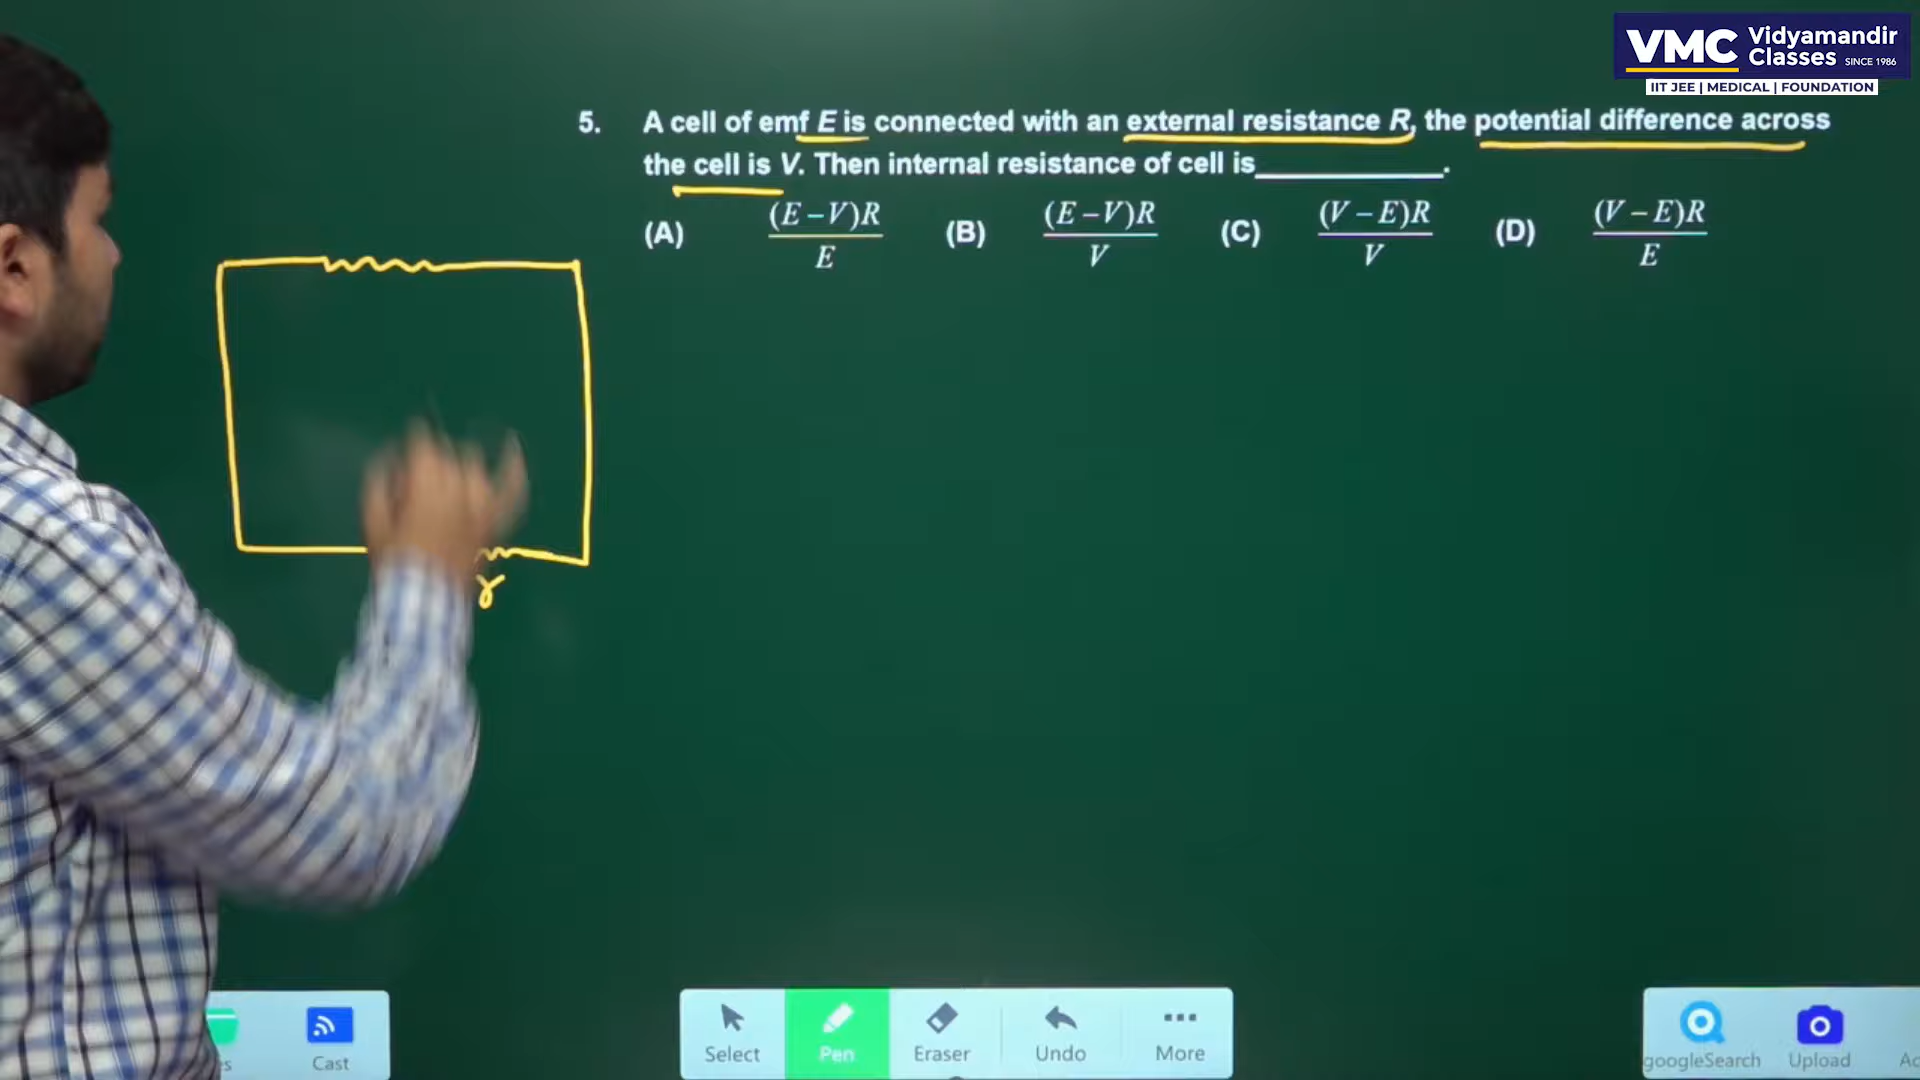 VMC Vidyamandir Classes SINCE 1986
IIT JEE | MEDICAL | FOUNDATION
5. A cell of emf E is connected with an external resistance R, the potential difference across
the cell is V. Then internal resistance of cell is__________.
(A) (E – V)R / E (B) (E – V)R / V (C) (V – E)R / V (D) (V – E)R / E
r
Cast
Select Pen Eraser Undo More
googleSearch Upload